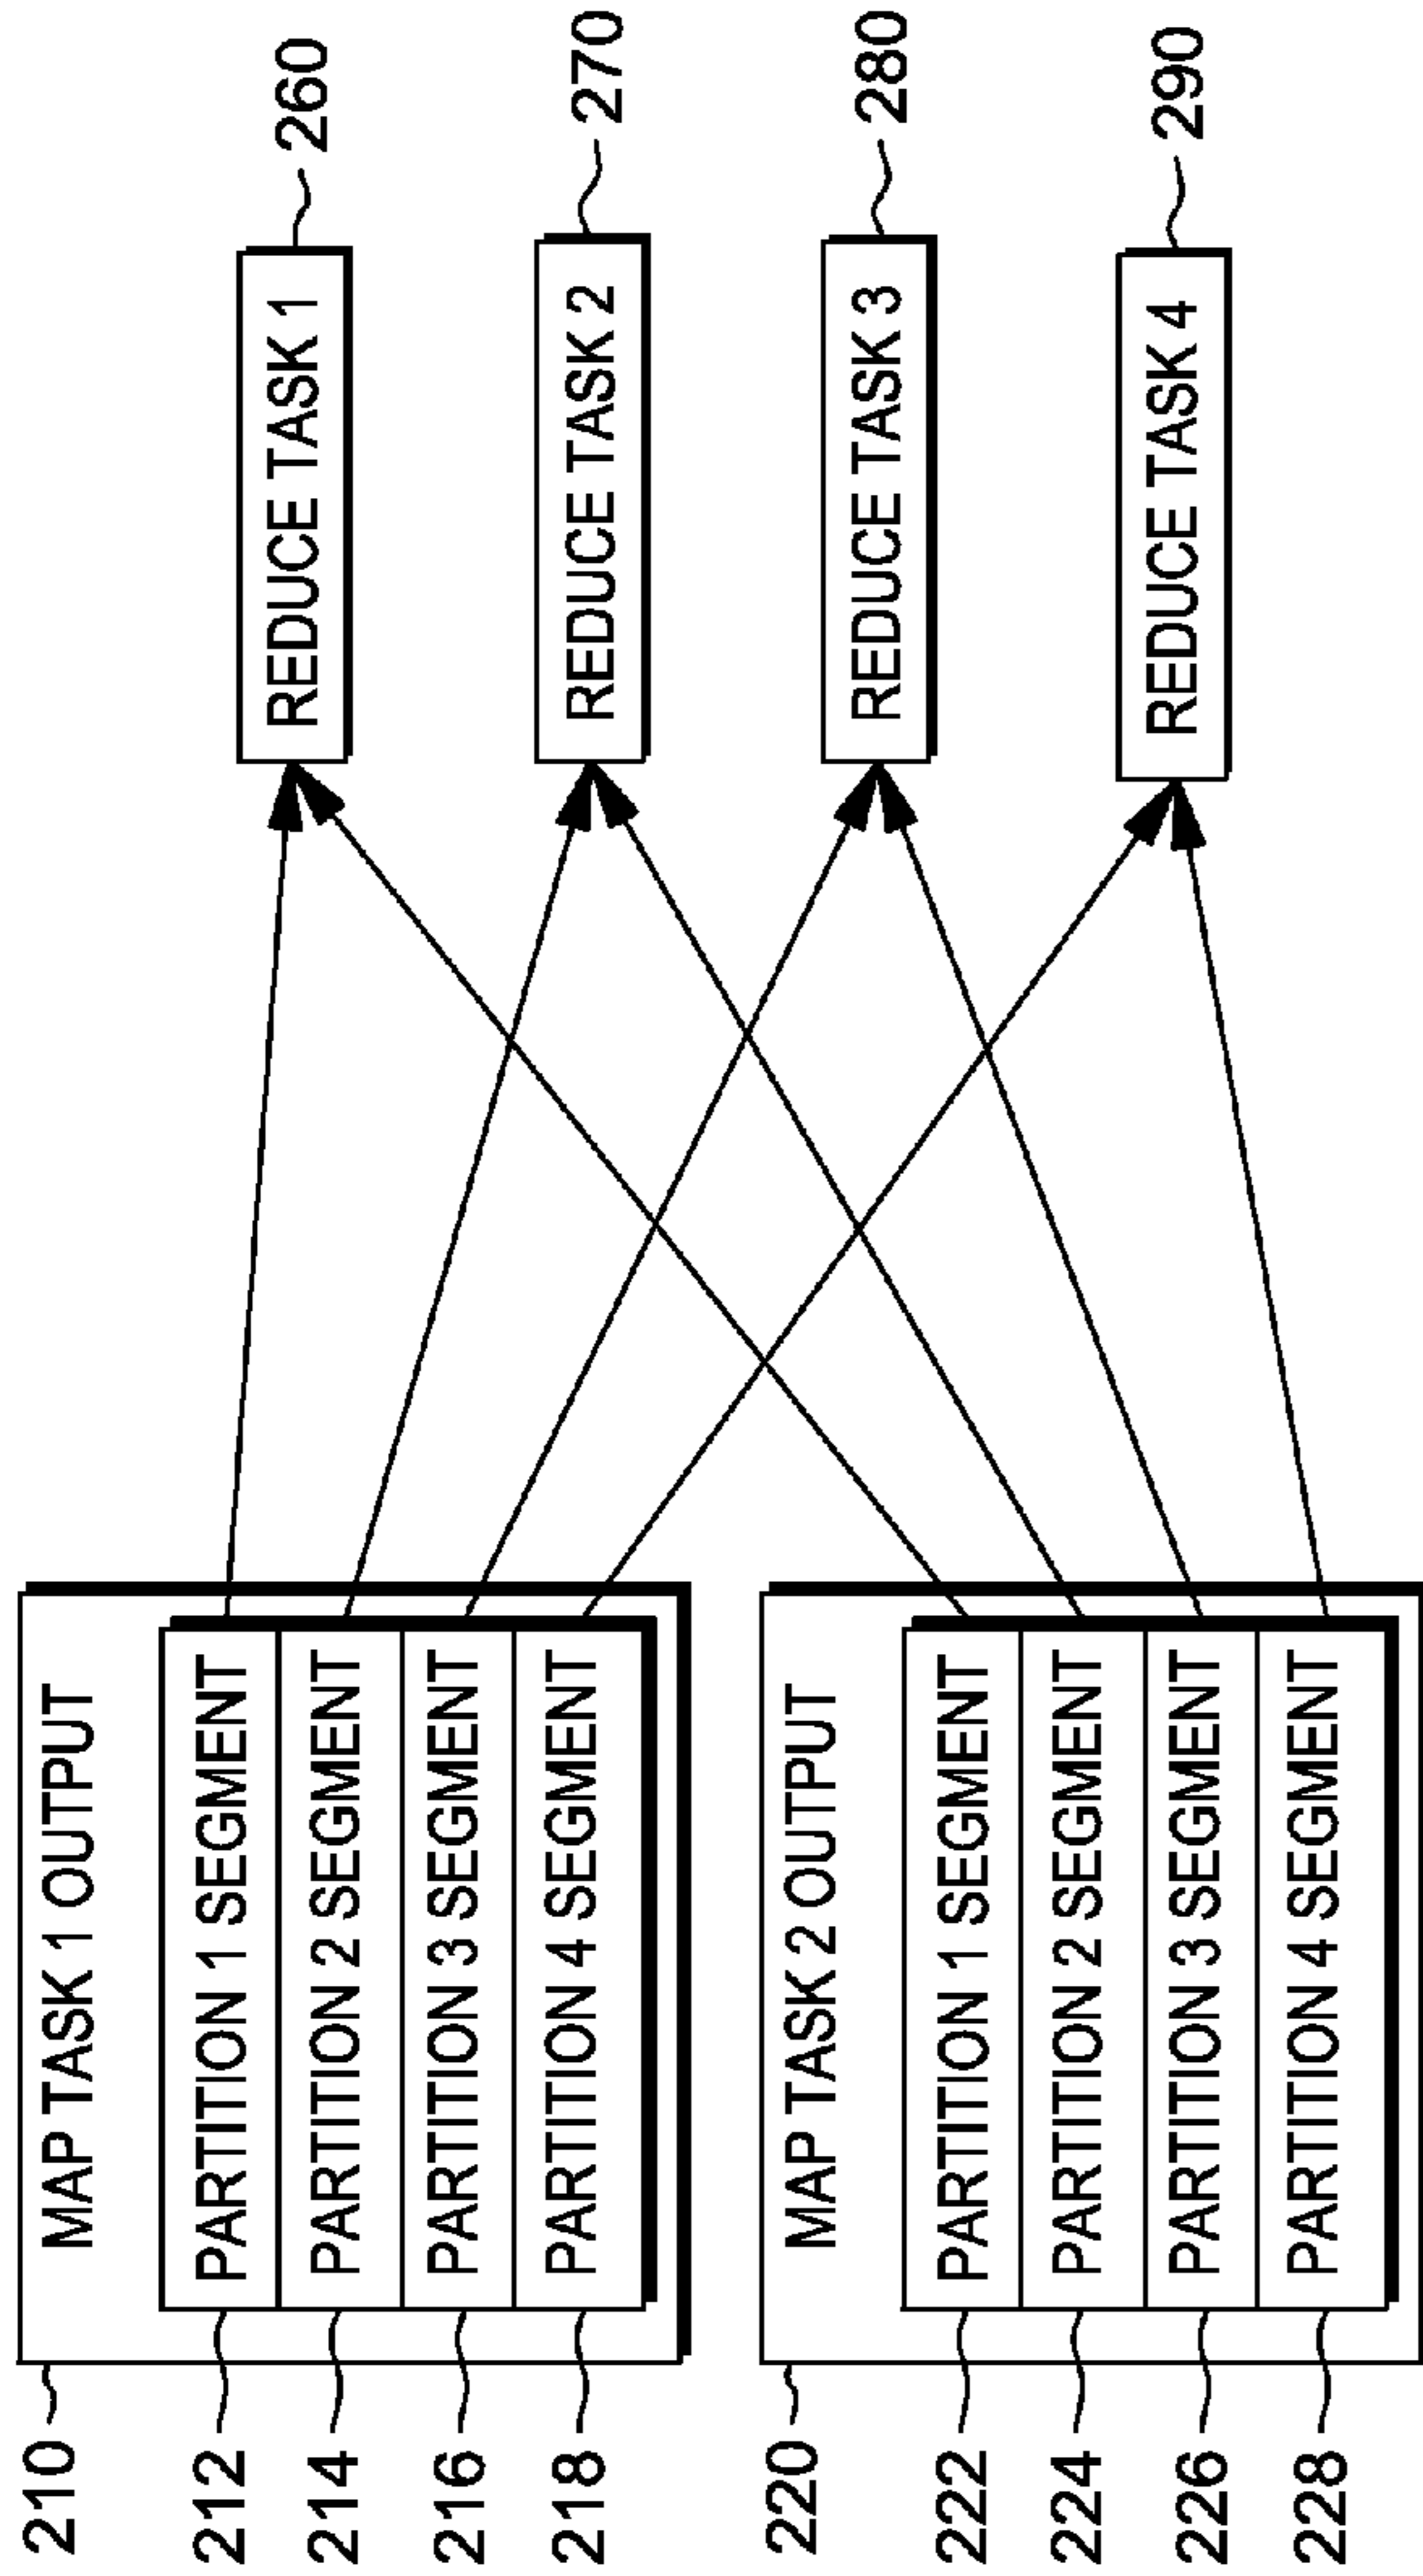 210
MAP TASK 1 OUTPUT
212
PARTITION 1 SEGMENT
214
PARTITION 2 SEGMENT
216
PARTITION 3 SEGMENT
218
PARTITION 4 SEGMENT
220
MAP TASK 2 OUTPUT
222
PARTITION 1 SEGMENT
224
PARTITION 2 SEGMENT
226
PARTITION 3 SEGMENT
228
PARTITION 4 SEGMENT
REDUCE TASK 1
260
REDUCE TASK 2
270
REDUCE TASK 3
280
REDUCE TASK 4
290